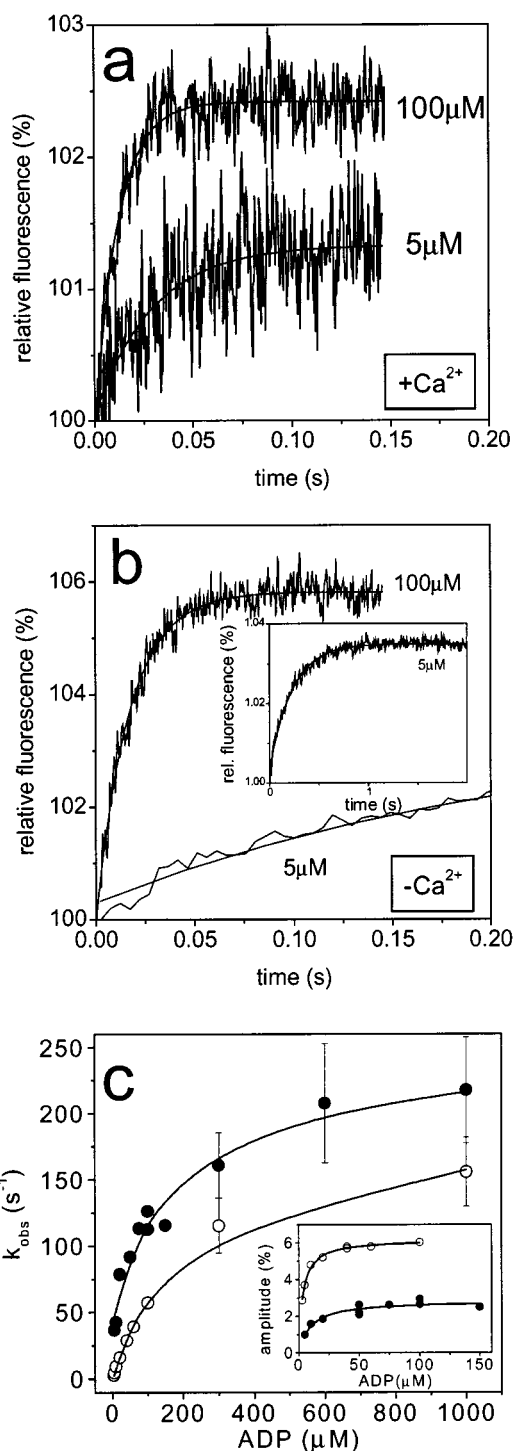 a
relative fluorescence (%)
103
102
101
100
100µM
5µM
+Ca²⁺
0.00 0.05 0.10 0.15 0.20
time (s)
b
relative fluorescence (%)
106
104
102
100
100µM
rel. fluorescence (%)
1.04
1.02
1.00
5µM
1
time (s)
5µM
-Ca²⁺
0.00 0.05 0.10 0.15 0.20
time (s)
c
k_obs (s⁻¹)
250
200
150
100
50
0
amplitude (%)
6
4
2
0
0 50 100 150
ADP(µM)
0 200 400 600 800 1000
ADP (µM)